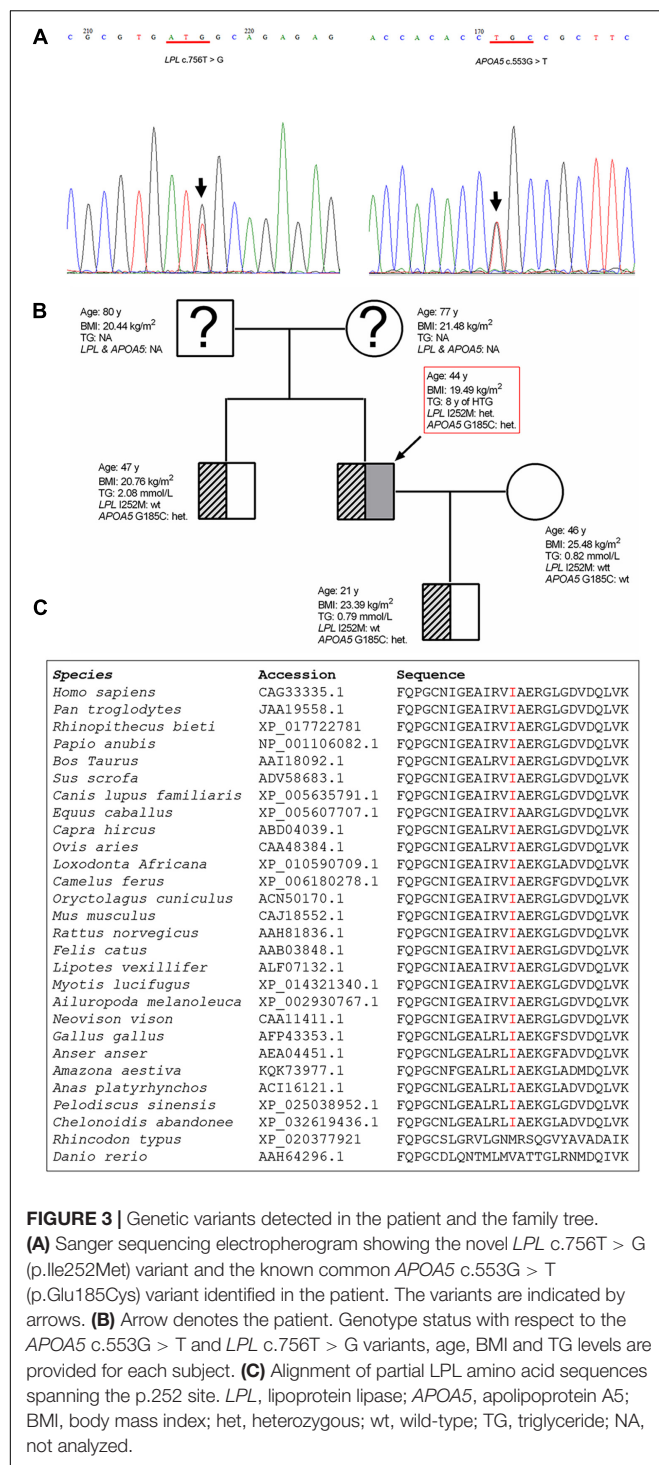 A
210 220
C G C G T G A T G G C A G A G A G
LPL c.756T > G
170
A C C A C A C C T G C C G C T T C
APOA5 c.553G > T
B
Age: 80 y
BMI: 20.44 kg/m2
TG: NA
LPL & APOA5: NA
?
?
Age: 77 y
BMI: 21.48 kg/m2
TG: NA
LPL & APOA5: NA
Age: 44 y
BMI: 19.49 kg/m2
TG: 8 y of HTG
LPL I252M: het.
APOA5 G185C: het.
Age: 47 y
BMI: 20.76 kg/m2
TG: 2.08 mmol/L
LPL I252M: wt
APOA5 G185C: het.
Age: 46 y
BMI: 25.48 kg/m2
TG: 0.82 mmol/L
LPL I252M: wtt
APOA5 G185C: wt
Age: 21 y
BMI: 23.39 kg/m2
TG: 0.79 mmol/L
LPL I252M: wt
APOA5 G185C: het.
C
Species Accession Sequence
Homo sapiens CAG33335.1 FQPGCNIGEAIRVIAERGLGDVDQLVK
Pan troglodytes JAA19558.1 FQPGCNIGEAIRVIAERGLGDVDQLVK
Rhinopithecus bieti XP_017722781 FQPGCNIGEAIRVIAERGLGDVDQLVK
Papio anubis NP_001106082.1 FQPGCNIGEAIRVIAERGLGDVDQLVK
Bos Taurus AAI18092.1 FQPGCNIGEALRVIAERGLGDVDQLVK
Sus scrofa ADV58683.1 FQPGCNIGEAIRVIAERGLGDVDQLVK
Canis lupus familiaris XP_005635791.1 FQPGCNIGEAIRVIAERGLGDVDQLVK
Equus caballus XP_005607707.1 FQPGCNIGEAIRVIAARGLGDVDQLVK
Capra hircus ABD04039.1 FQPGCNIGEALRVIAERGLGDVDQLVK
Ovis aries CAA48384.1 FQPGCNIGEALRVIAERGLGDVDQLVK
Loxodonta Africana XP_010590709.1 FQPGCNIGEAIRVIAEKGLADVDQLVK
Camelus ferus XP_006180278.1 FQPGCNIGEAIRVIAERGFGDVDQLVK
Oryctolagus cuniculus ACN50170.1 FQPGCNIGEAIRVIAERGLGDVDQLVK
Mus musculus CAJ18552.1 FQPGCNIGEAIRVIAEKGLGDVDQLVK
Rattus norvegicus AAH81836.1 FQPGCNIGEAIRVIAEKGLGDVDQLVK
Felis catus AAB03848.1 FQPGCNIGEAIRVIAERGLGDVDQLVK
Lipotes vexillifer ALF07132.1 FQPGCNIAEAIRVIAERGLGDVDQLVK
Myotis lucifugus XP_014321340.1 FQPGCNIGEAIRVIAERGLGDVDQLVK
Ailuropoda melanoleuca XP_002930767.1 FQPGCNIGEAIRVIAERGLGDVDQLVK
Neovison vison CAA11411.1 FQPGCNIGEAIRVIAERGLGDVDQLVK
Gallus gallus AFP43353.1 FQPGCNLGEALRLIAEKGFSDVDQLVK
Anser anser AEA04451.1 FQPGCNLGEALRLIAEKGFADVDQLVK
Amazona aestiva KQK73977.1 FQPGCNFGEALRLIAEKGLADMDQLVK
Anas platyrhynchos ACI16121.1 FQPGCNLGEALRLIAEKGLADVDQLVK
Pelodiscus sinensis XP_025038952.1 FQPGCNLGEALRLIAEKGLGDVDQLVK
Chelonoidis abandonee XP_032619436.1 FQPGCNLGEALRLIAEKGLADVDQLVK
Rhincodon typus XP_020377921 FQPGCSLGRVLGNMRSQGVYAVADAIK
Danio rerio AAH64296.1 FQPGCDLQNTMLMVATTGLRNMDQIVK
FIGURE 3 | Genetic variants detected in the patient and the family tree.
(A) Sanger sequencing electropherogram showing the novel LPL c.756T > G
(p.Ile252Met) variant and the known common APOA5 c.553G > T
(p.Glu185Cys) variant identified in the patient. The variants are indicated by
arrows. (B) Arrow denotes the patient. Genotype status with respect to the
APOA5 c.553G > T and LPL c.756T > G variants, age, BMI and TG levels are
provided for each subject. (C) Alignment of partial LPL amino acid sequences
spanning the p.252 site. LPL, lipoprotein lipase; APOA5, apolipoprotein A5;
BMI, body mass index; het, heterozygous; wt, wild-type; TG, triglyceride; NA,
not analyzed.